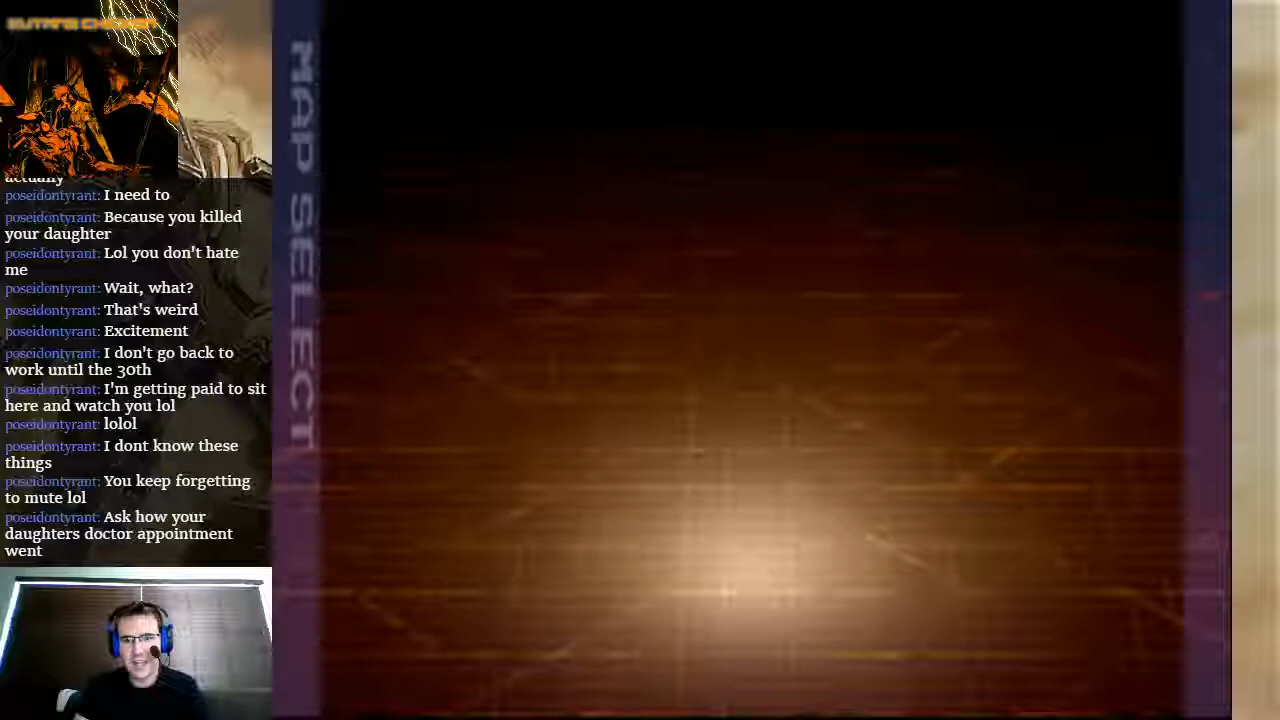 actually
poseidontyrant: I need to
poseidontyrant: Because you killed
your daughter
poseidontyrant: Lol you don't hate
me
poseidontyrant: Wait, what?
poseidontyrant: That's weird
poseidontyrant: Excitement
poseidontyrant: I don't go back to
work until the 30th
poseidontyrant: I'm getting paid to sit
here and watch you lol
poseidontyrant: lolol
poseidontyrant: I dont know these
things
poseidontyrant: You keep forgetting
to mute lol
poseidontyrant: Ask how your
daughters doctor appointment
went
MAP SELECT